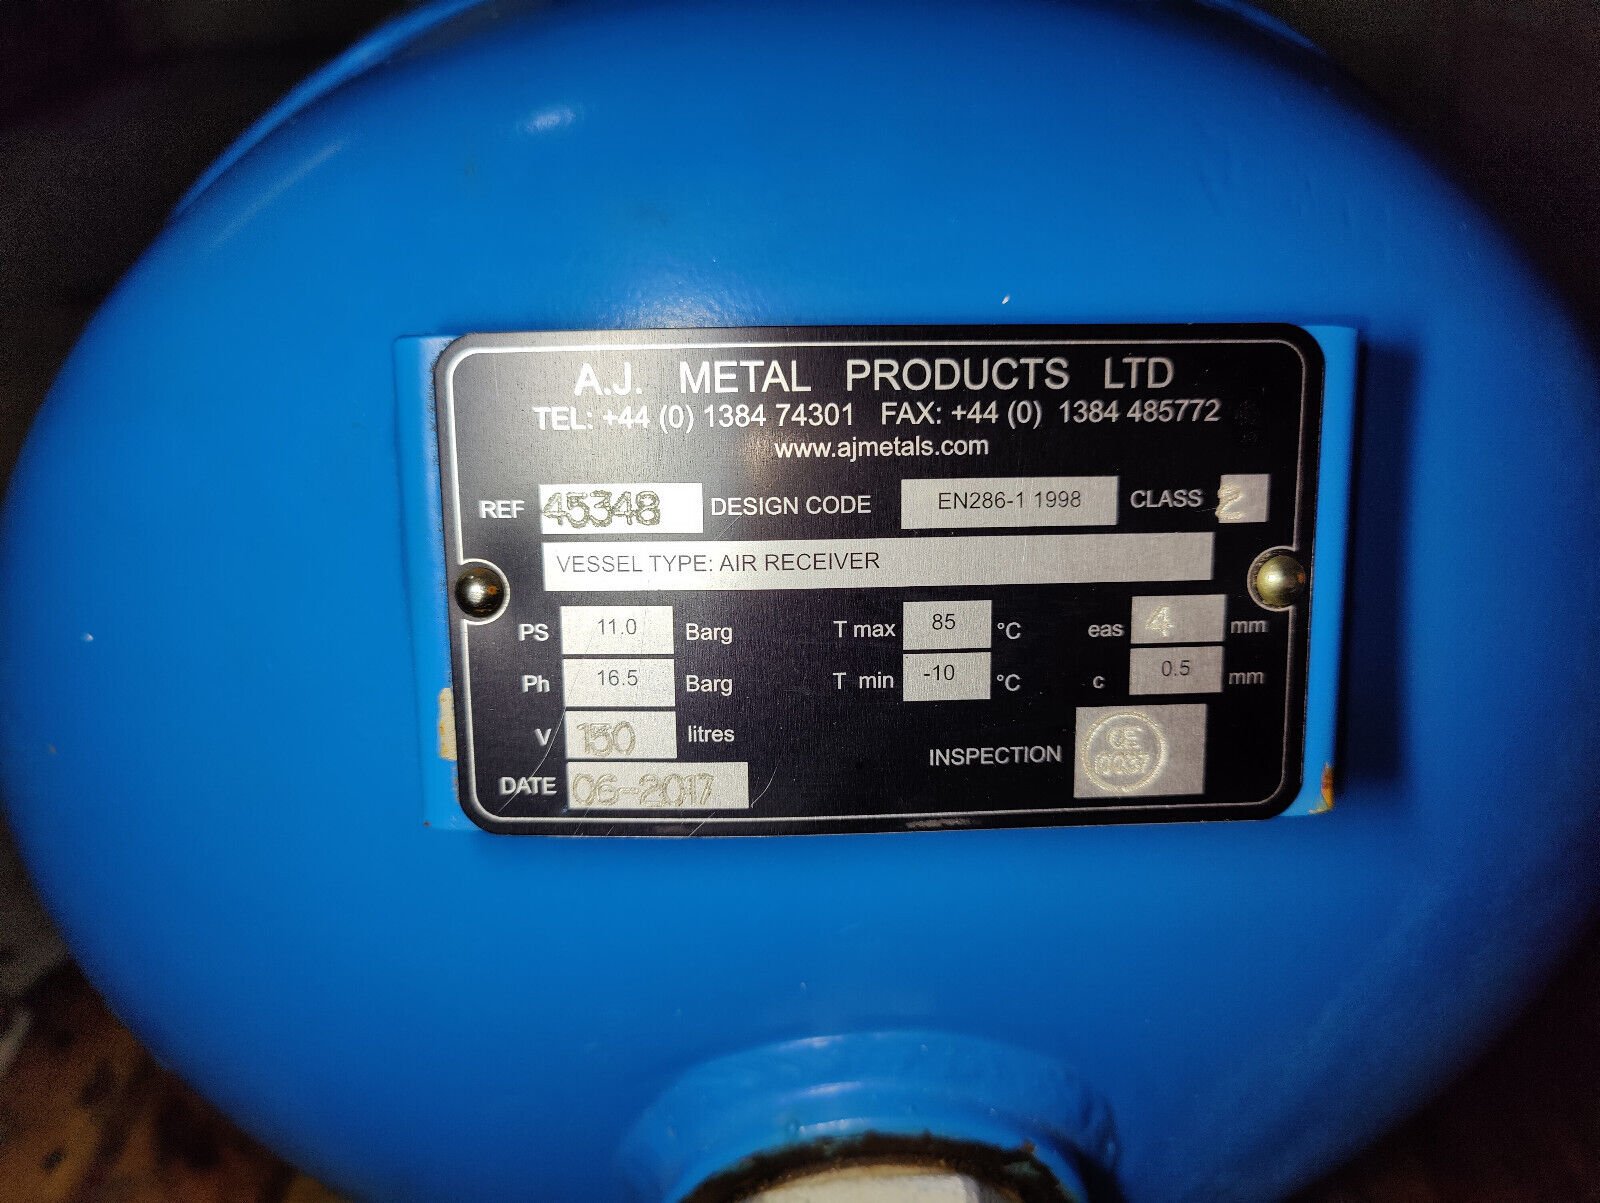 A.J. METAL PRODUCTS LTD
TEL: +44 (0) 1384 74301 FAX: +44 (0) 1384 485772
www.ajmetals.com
REF 45348 DESIGN CODE EN286-1 1998 CLASS 2
VESSEL TYPE: AIR RECEIVER
PS 11.0 Barg T max 85 °C eas 4 mm
Ph 16.5 Barg T min -10 °C c 0.5 mm
V 150 litres
INSPECTION CE
0037
DATE 06-2017